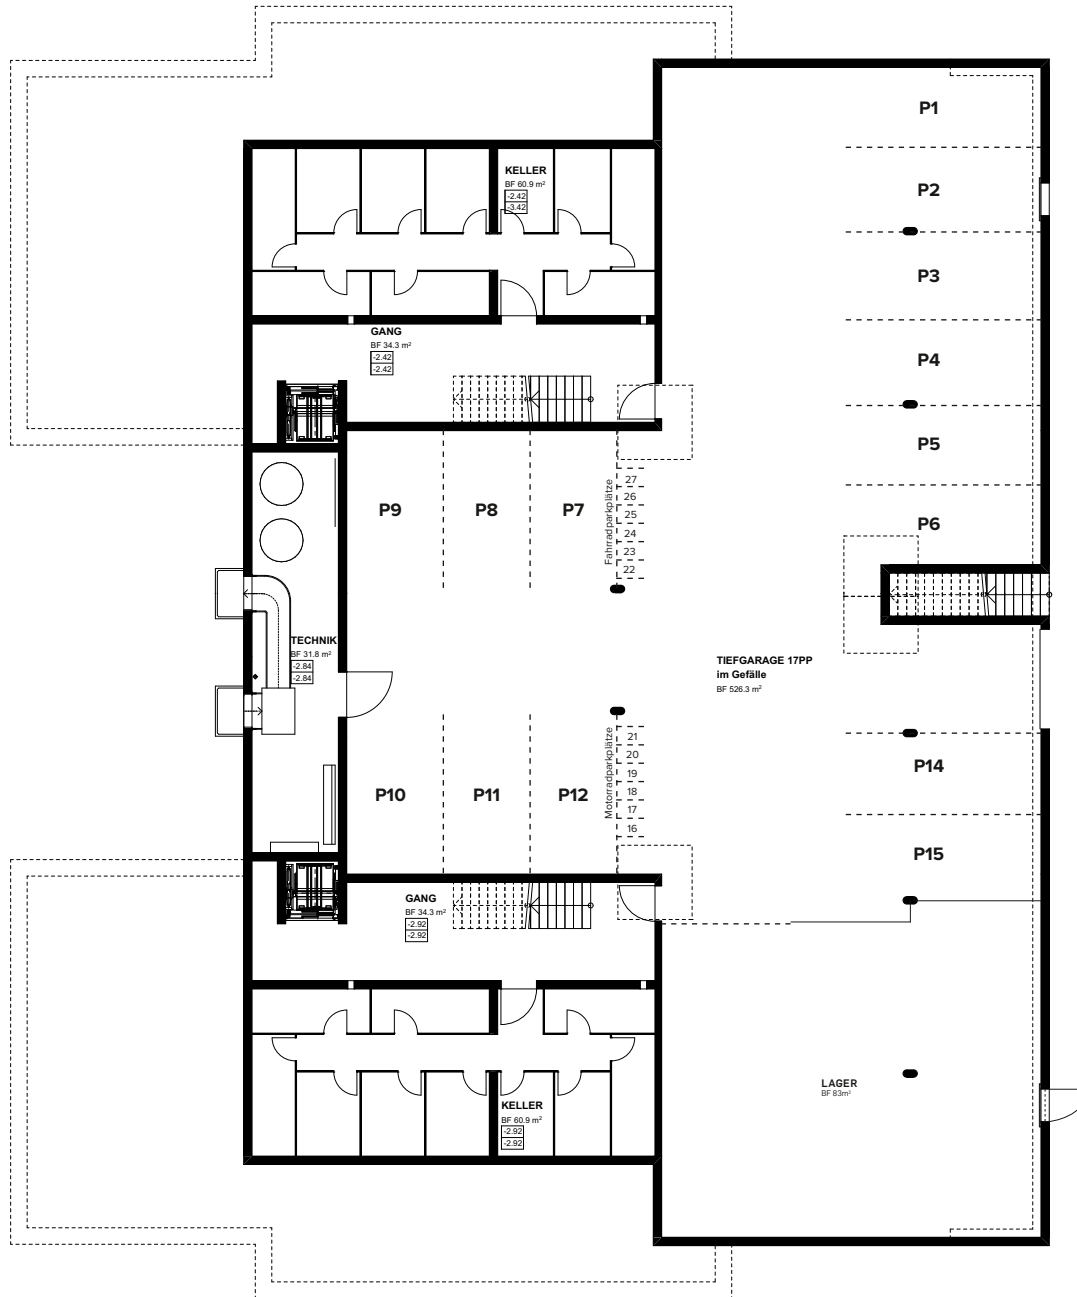 P1
KELLER
BF 60.9 m²
-2.42
-3.42
P2
P3
GANG
BF 34.3 m²
-2.42
-2.42
P4
P5
P9
P8
P7
Fahrradparkplätze
27
26
25
24
23
22
P6
TECHNIK
BF 31.8 m²
-2.84
-2.84
TIEFGARAGE 17PP
im Gefälle
BF 526.3 m²
P10
P11
P12
Motorradparkplätze
21
20
19
18
17
16
P14
P15
GANG
BF 34.3 m²
-2.92
-2.92
LAGER
BF 83m²
KELLER
BF 60.9 m²
-2.92
-2.92